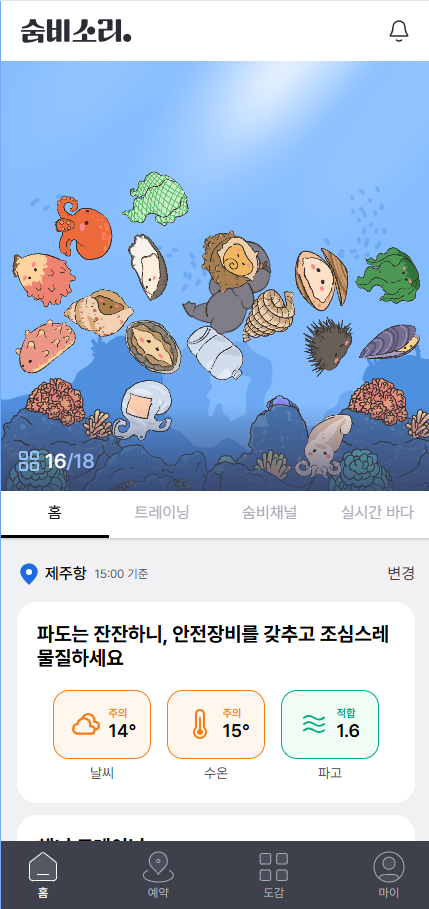 숨비소리.
16/18
홈 트레이닝 숨비채널 실시간 바다
제주항 15:00 기준 변경
파도는 잔잔하니, 안전장비를 갖추고 조심스레
물질하세요
주의 주의 적합
14° 15° 1.6
날씨 수온 파고
홈 예약 도감 마이